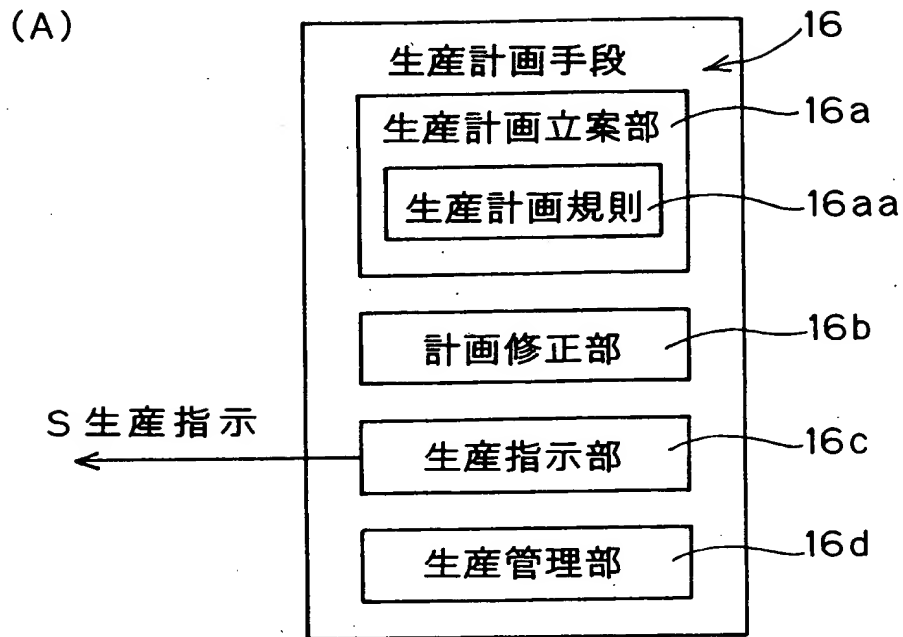 (A)
16
生産計画手段
生産計画立案部
16a
生産計画規則
16aa
計画修正部
16b
S 生産指示
生産指示部
16c
生産管理部
16d